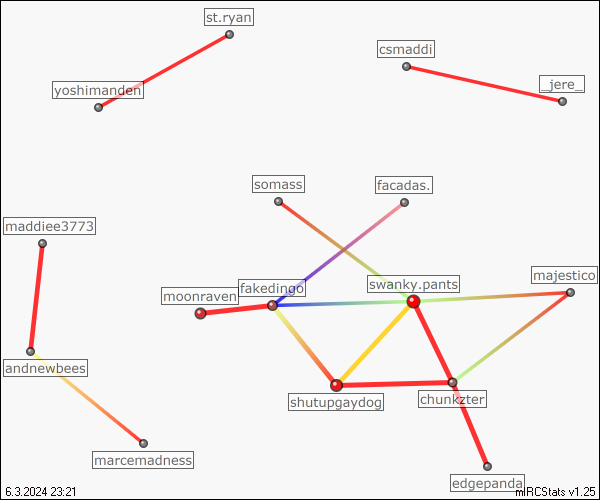 st.ryan
csmaddi
yoshimanden
_jere_
somass
facadas.
maddiee3773
majestico
swanky.pants
fakedingo
moonraven
andnewbees
shutupgaydog
chunkzter
marcemadness
edgepanda
6.3.2024 23:21
mIRCStats v1.25